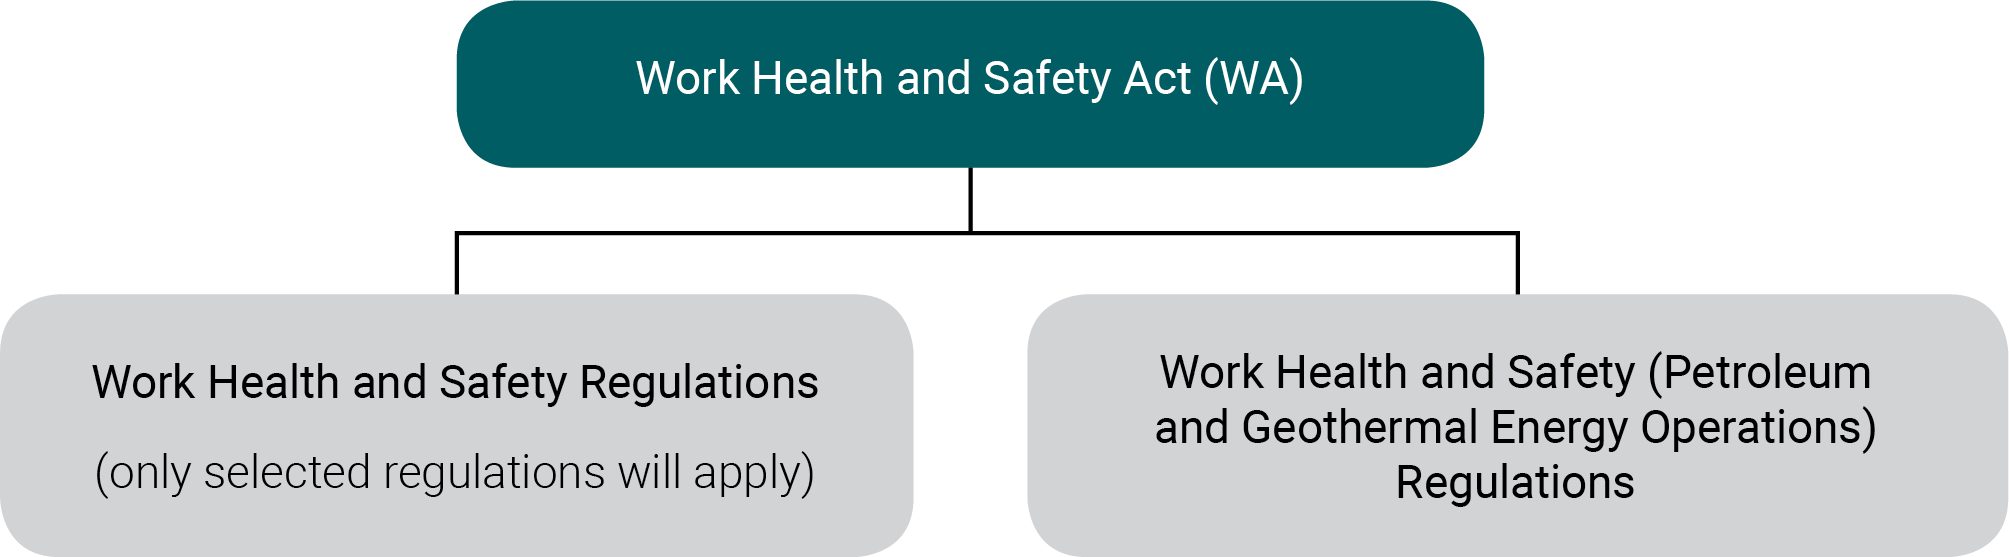 Work Health and Safety Act (WA)
Work Health and Safety Regulations
(only selected regulations will apply)
Work Health and Safety (Petroleum
and Geothermal Energy Operations)
Regulations